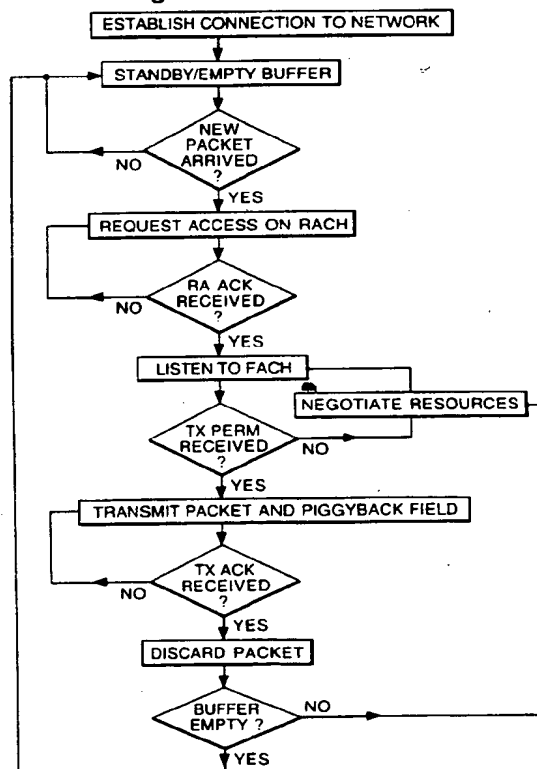 ESTABLISH CONNECTION TO NETWORK
STANDBY/EMPTY BUFFER
NEW
PACKET
ARRIVED
?
NO
YES
REQUEST ACCESS ON RACH
RA ACK
RECEIVED
?
NO
YES
LISTEN TO FACH
NEGOTIATE RESOURCES
TX PERM
RECEIVED
?
NO
YES
TRANSMIT PACKET AND PIGGYBACK FIELD
TX ACK
RECEIVED
?
NO
YES
DISCARD PACKET
BUFFER
EMPTY ?
NO
YES